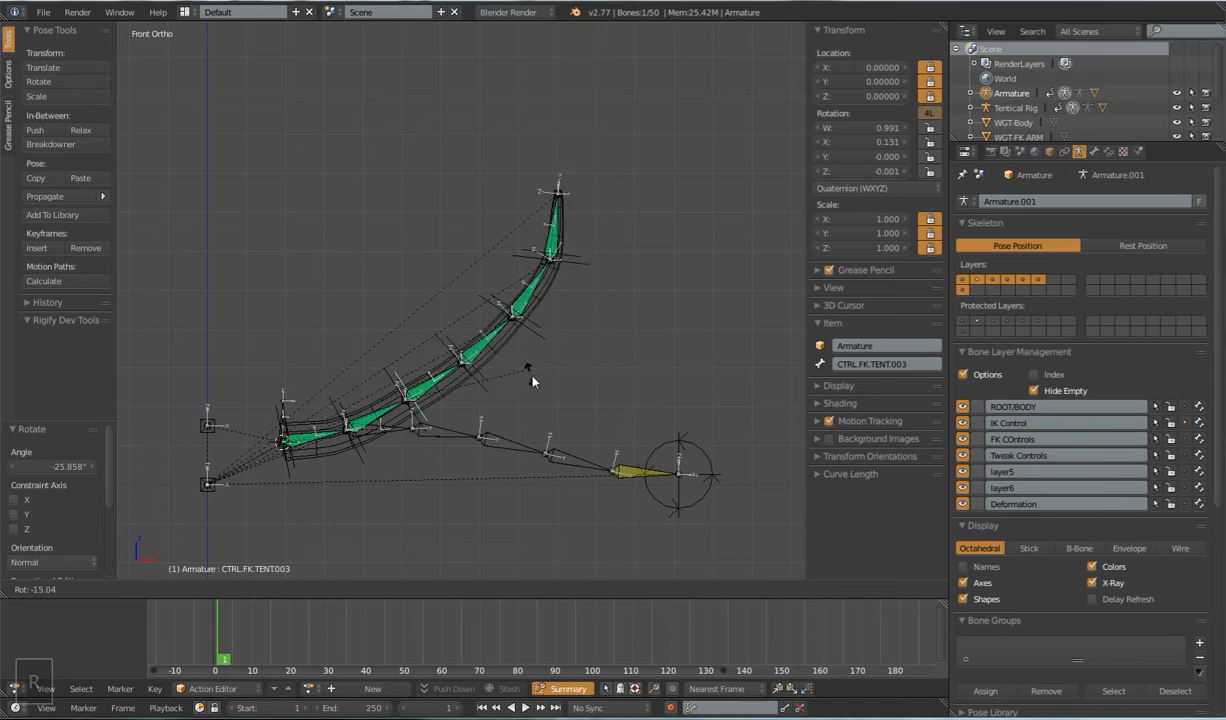 File Render Window Help Default Scene Blender Render v2.77 | Bones:1/50 | Mem:25.42M | Armature
Tools
Options
Grease Pencil
Pose Tools
Transform:
Translate
Rotate
Scale
In-Between:
Push Relax
Breakdowner
Pose:
Copy Paste
Propagate
Add To Library
Keyframes:
Insert Remove
Motion Paths:
Calculate
History
Rigify Dev Tools
Rotate
Angle
-25.858°
Constraint Axis
X
Y
Z
Orientation
Normal
Front Ortho
(1) Armature : CTRL.FK.TENT.003
Rot: -15.04
Transform
Location:
X: 0.00000
Y: 0.00000
Z: 0.00000
Rotation: 4L
W: 0.991
X: 0.131
Y: -0.000
Z: -0.001
Quaternion (WXYZ)
Scale:
X: 1.000
Y: 1.000
Z: 1.000
Grease Pencil
View
3D Cursor
Item
Armature
CTRL.FK.TENT.003
Display
Shading
Motion Tracking
Background Images
Transform Orientations
Curve Length
View Search All Scenes
Scene
RenderLayers
World
Armature
Tentical Rig
WGT-Body
WGT-FK ARM
Armature Armature.001
Armature.001 F
Skeleton
Pose Position Rest Position
Layers:
Protected Layers:
Bone Layer Management
Options Index
Hide Empty
ROOT/BODY
IK Control
FK COntrols
Tweak Controls
layer5
layer6
Deformation
Display
Octahedral Stick B-Bone Envelope Wire
Names Colors
Axes X-Ray
Shapes Delay Refresh
Bone Groups
Assign Remove Select Deselect
Pose Library
1
-10 0 10 20 30 40 50 60 70 80 90 100 110 120 130 140 150 160 170 180
R
View Select Marker Key Action Editor New Push Down Stash Summary Nearest Frame
View Marker Frame Playback Start: 1 End: 250 1 No Sync